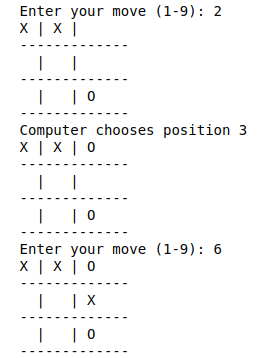 Enter your move (1-9): 2
X | X |
-------------
  |   |
-------------
  |   | O
-------------
Computer chooses position 3
X | X | O
-------------
  |   |
-------------
  |   | O
-------------
Enter your move (1-9): 6
X | X | O
-------------
  |   | X
-------------
  |   | O
-------------